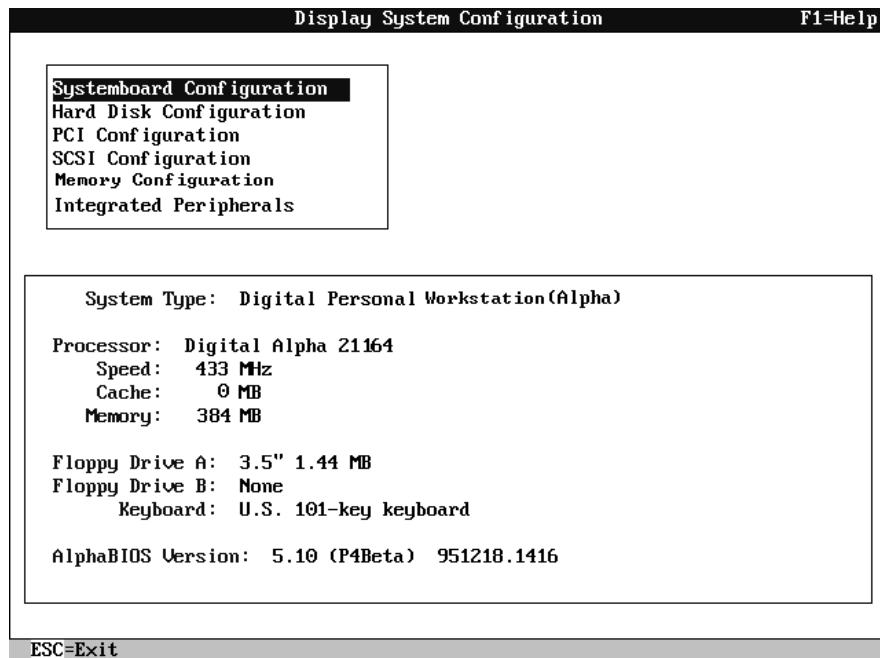 Display System Configuration F1=Help
Systemboard Configuration
Hard Disk Configuration
PCI Configuration
SCSI Configuration
Memory Configuration
Integrated Peripherals
System Type: Digital Personal Workstation(Alpha)
Processor: Digital Alpha 21164
Speed: 433 MHz
Cache: 0 MB
Memory: 384 MB
Floppy Drive A: 3.5" 1.44 MB
Floppy Drive B: None
Keyboard: U.S. 101-key keyboard
AlphaBIOS Version: 5.10 (P4Beta) 951218.1416
ESC=Exit